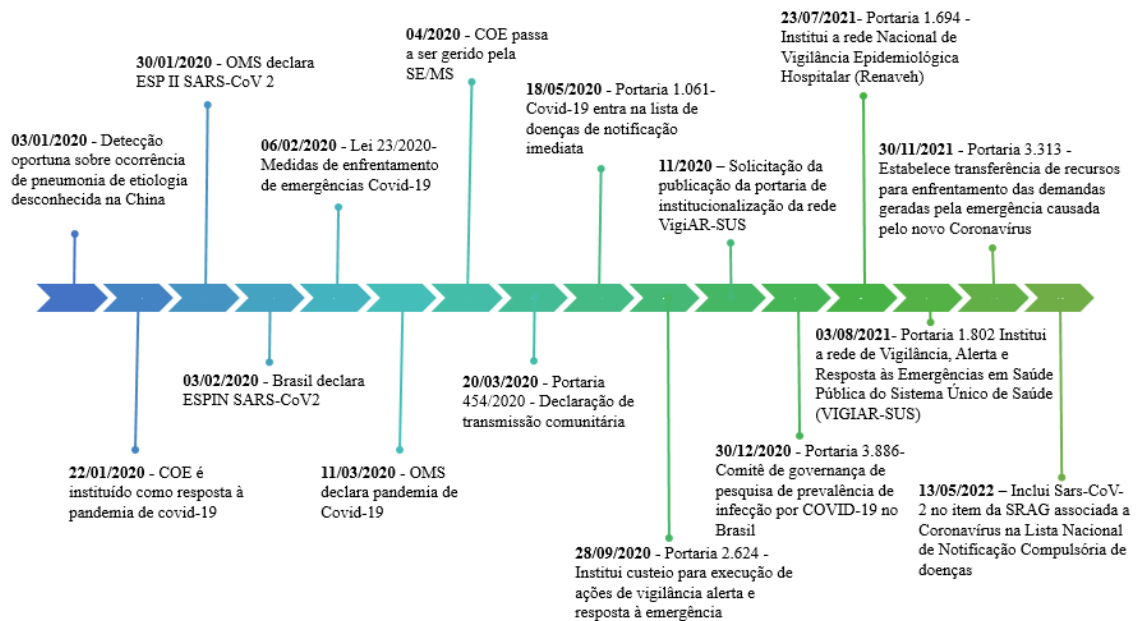 03/01/2020 - Detecção
oportuna sobre ocorrência
de pneumonia de etiologia
desconhecida na China
22/01/2020 - COE é
instituído como resposta à
pandemia de covid-19
30/01/2020 - OMS declara
ESP II SARS-CoV 2
03/02/2020 - Brasil declara
ESPIN SARS-CoV2
06/02/2020 - Lei 23/2020-
Medidas de enfrentamento
de emergências Covid-19
11/03/2020 - OMS
declara pandemia de
Covid-19
04/2020 - COE passa
a ser gerido pela
SE/MS
20/03/2020 - Portaria
454/2020 - Declaração de
transmissão comunitária
18/05/2020 - Portaria 1.061-
Covid-19 entra na lista de
doenças de notificação
imediata
28/09/2020 - Portaria 2.624 -
Institui custeio para execução de
ações de vigilância alerta e
resposta à emergência
11/2020 – Solicitação da
publicação da portaria de
institucionalização da rede
VigiAR-SUS
30/12/2020 - Portaria 3.886-
Comitê de governança de
pesquisa de prevalência de
infecção por COVID-19 no
Brasil
23/07/2021- Portaria 1.694 -
Institui a rede Nacional de
Vigilância Epidemiológica
Hospitalar (Renaveh)
03/08/2021- Portaria 1.802 Institui
a rede de Vigilância, Alerta e
Resposta às Emergências em Saúde
Pública do Sistema Único de Saúde
(VIGIAR-SUS)
30/11/2021 - Portaria 3.313 -
Estabelece transferência de recursos
para enfrentamento das demandas
geradas pela emergência causada
pelo novo Coronavírus
13/05/2022 – Inclui Sars-CoV-
2 no item da SRAG associada a
Coronavírus na Lista Nacional
de Notificação Compulsória de
doenças